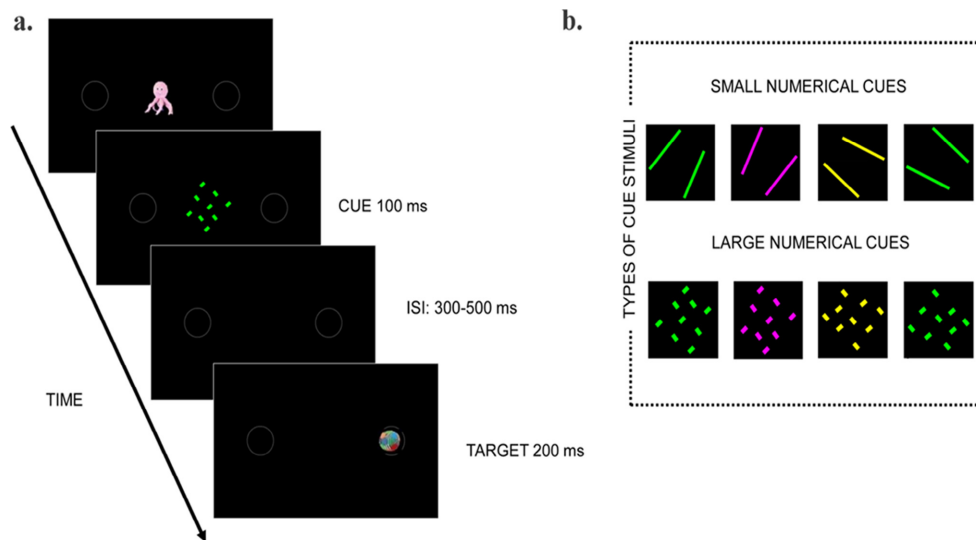 a.
CUE 100 ms
ISI: 300-500 ms
TIME
TARGET 200 ms
b.
TYPES OF CUE STIMULI
SMALL NUMERICAL CUES
LARGE NUMERICAL CUES